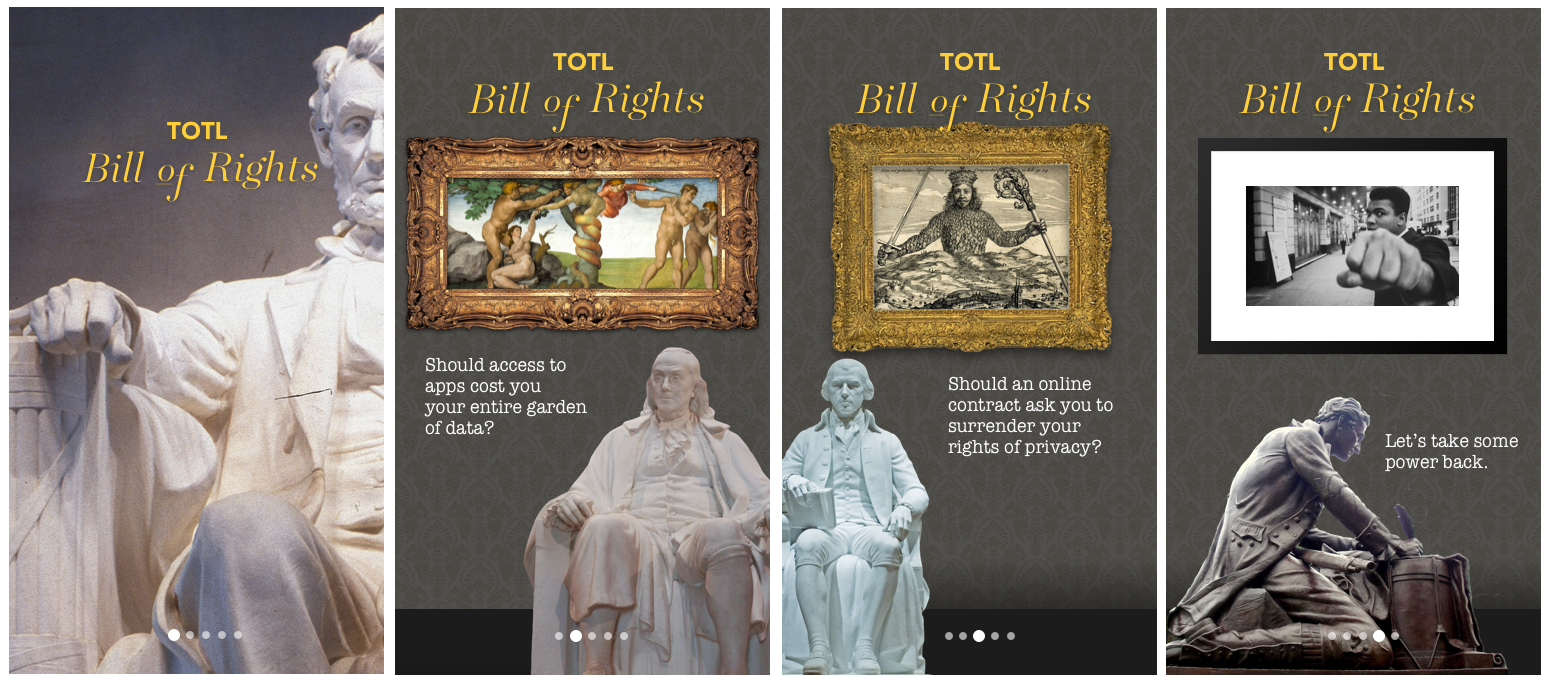 TOTL
Bill of Rights
TOTL
Bill of Rights
Should access to
apps cost you
your entire garden
of data?
TOTL
Bill of Rights
Should an online
contract ask you to
surrender your
rights of privacy?
TOTL
Bill of Rights
Let's take some
power back.